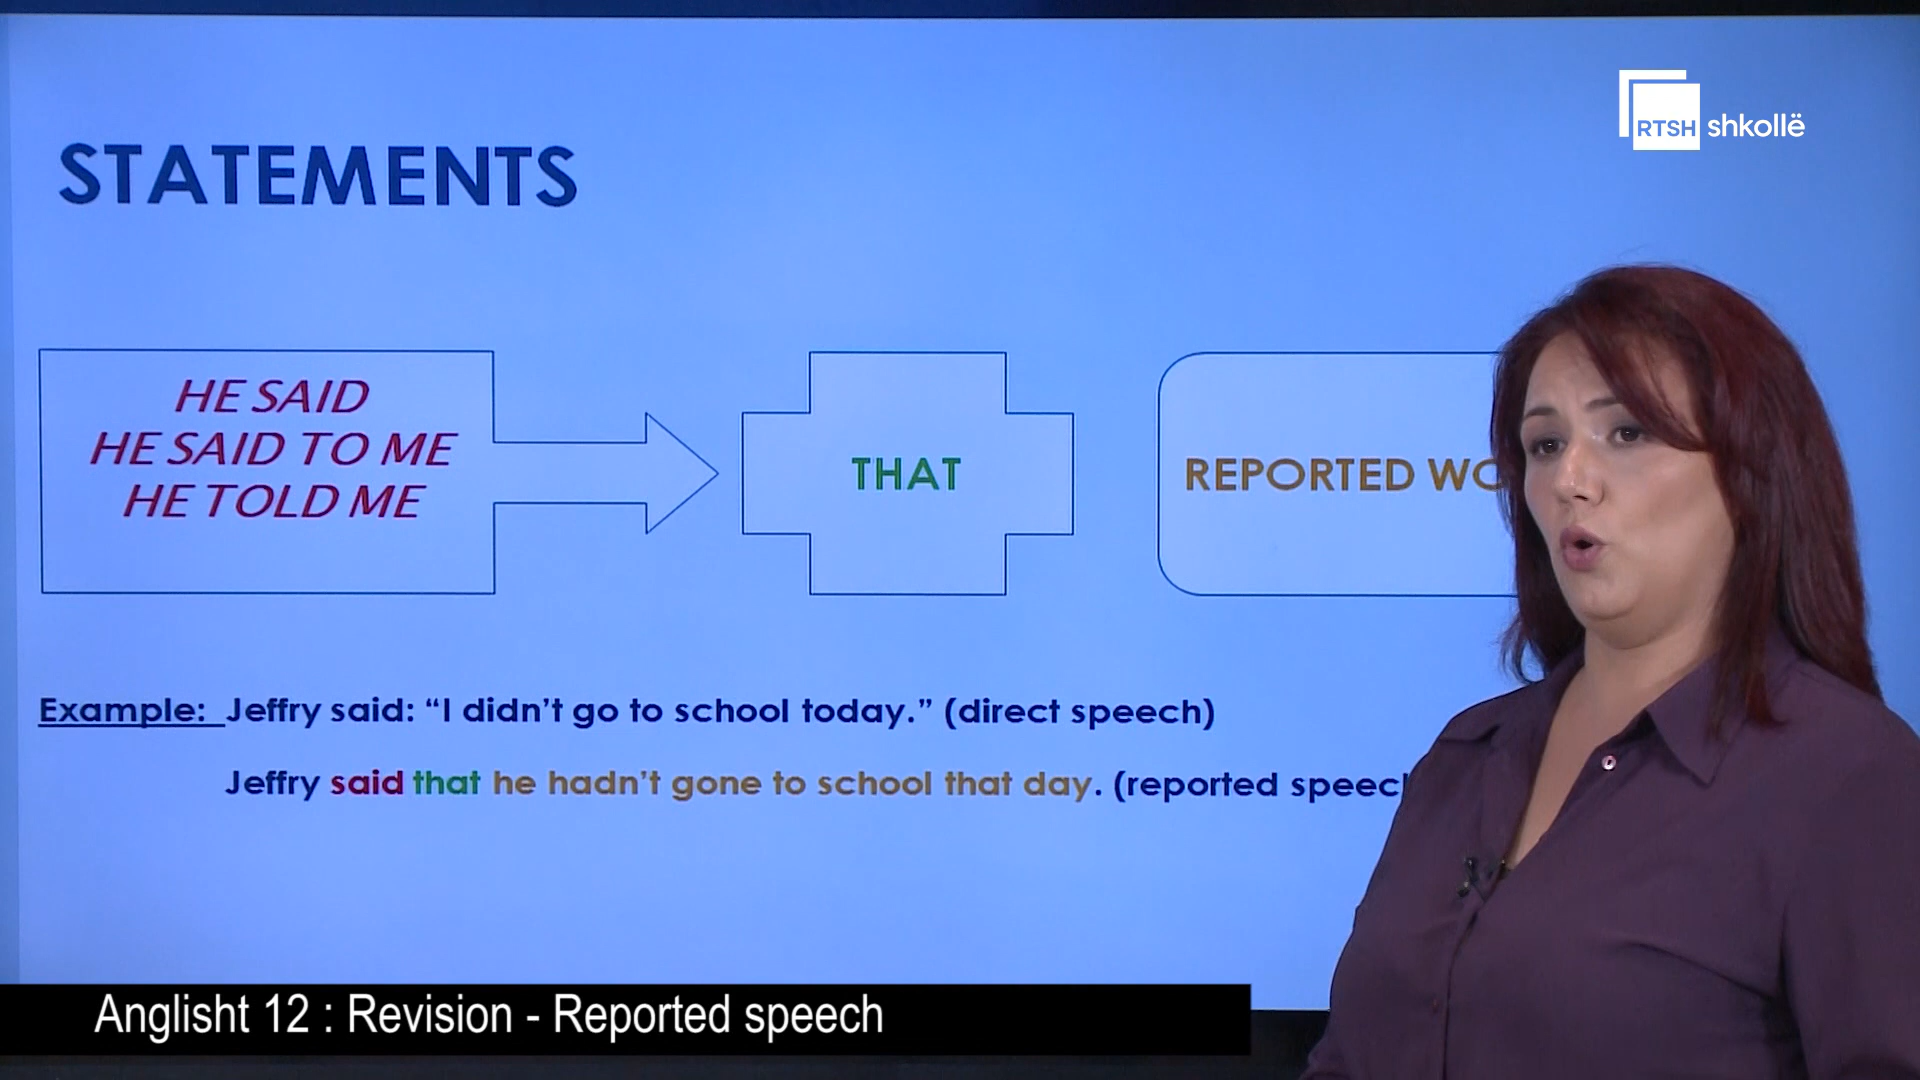 RTSH shkollë
STATEMENTS
HE SAID
HE SAID TO ME
HE TOLD ME
THAT
REPORTED
Example: Jeffry said: “I didn’t go to school today.” (direct speech)
Jeffry said that he hadn’t gone to school that day. (reported
Anglisht 12 : Revision - Reported speech